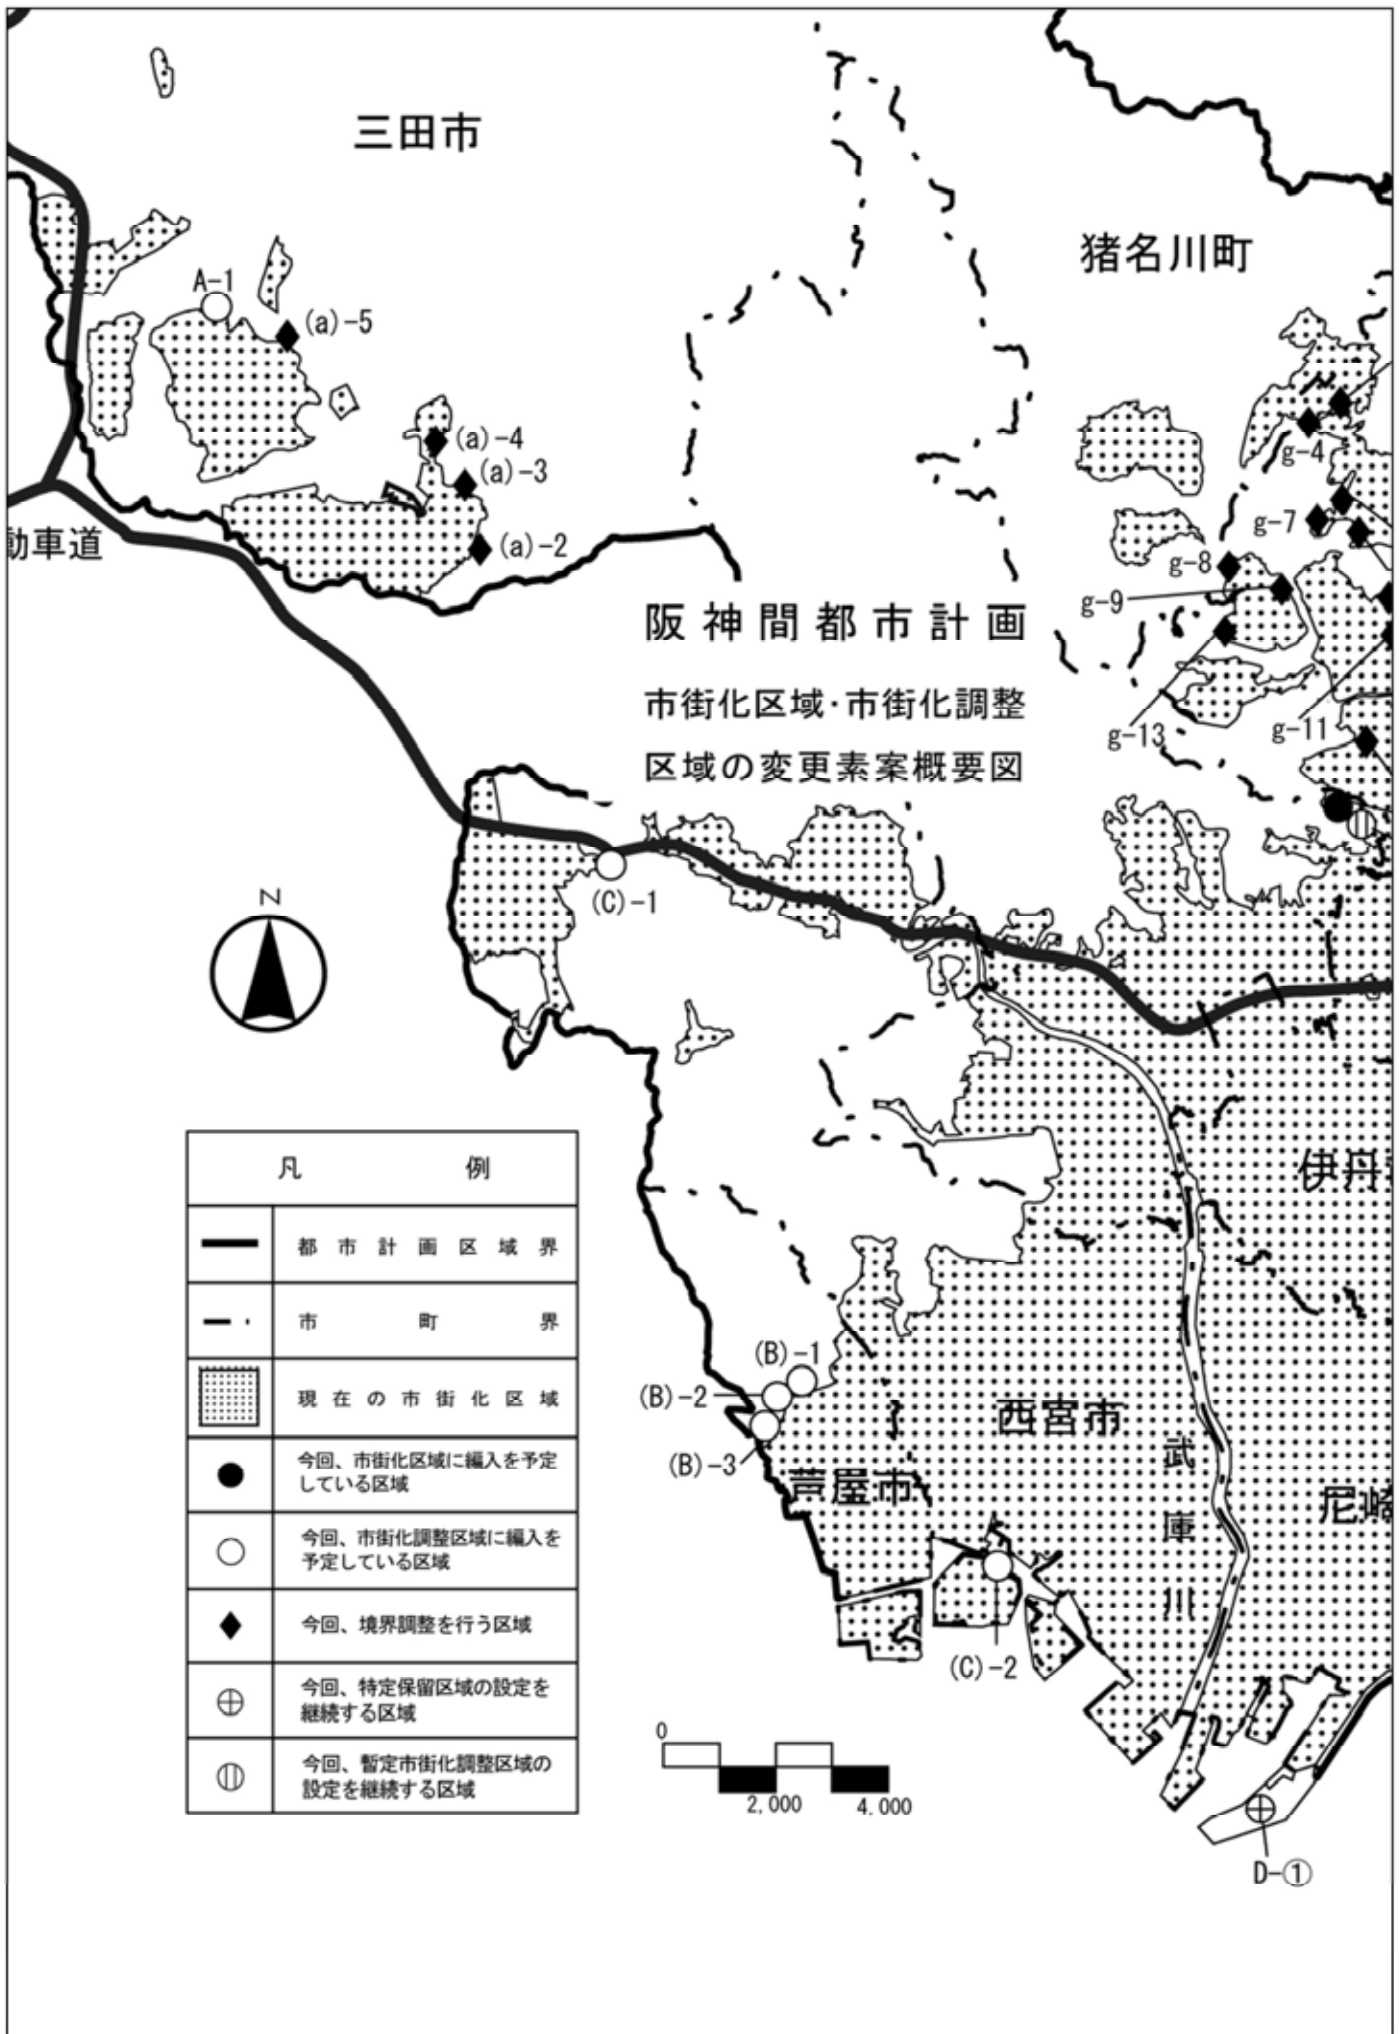 三田市
猪名川町
A-1
(a)-5
(a)-4
(a)-3
(a)-2
動車道
g-4
g-7
g-8
g-9
g-13
g-11
阪神間都市計画
市街化区域・市街化調整
区域の変更素案概要図
(C)-1
N
伊丹
凡例
都市計画区域界
市町界
現在の市街化区域
今回、市街化区域に編入を予定
している区域
今回、市街化調整区域に編入を
予定している区域
今回、境界調整を行う区域
今回、特定保留区域の設定を
継続する区域
今回、暫定市街化調整区域の
設定を継続する区域
(B)-1
(B)-2
(B)-3
西宮市
芦屋市
武庫川
尼崎
(C)-2
0
2,000
4,000
D-①